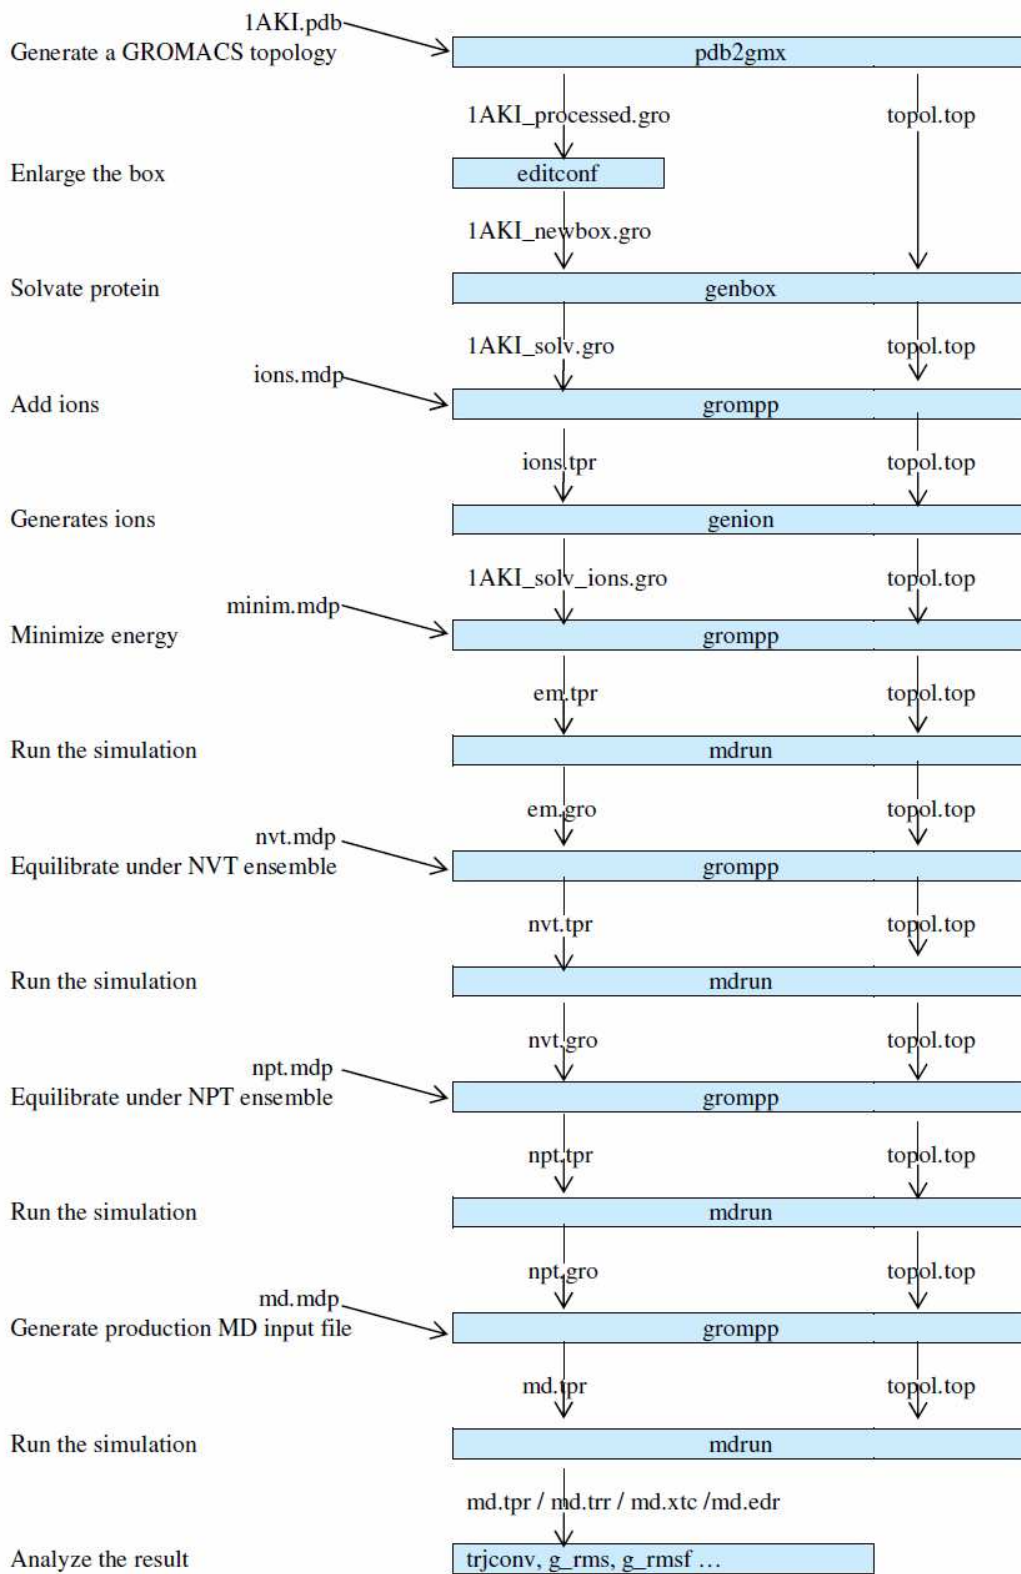 1AKI.pdb
Generate a GROMACS topology
pdb2gmx
1AKI_processed.gro topol.top
Enlarge the box editconf
1AKI_newbox.gro
Solvate protein genbox
1AKI_solv.gro topol.top
ions.mdp
Add ions grompp
ions.tpr topol.top
Generates ions genion
1AKI_solv_ions.gro topol.top
minim.mdp
Minimize energy grompp
em.tpr topol.top
Run the simulation mdrun
em.gro topol.top
nvt.mdp
Equilibrate under NVT ensemble grompp
nvt.tpr topol.top
Run the simulation mdrun
nvt.gro topol.top
npt.mdp
Equilibrate under NPT ensemble grompp
npt.tpr topol.top
Run the simulation mdrun
npt.gro topol.top
md.mdp
Generate production MD input file grompp
md.tpr topol.top
Run the simulation mdrun
md.tpr / md.trr / md.xtc /md.edr
Analyze the result trjconv, g_rms, g_rmsf …